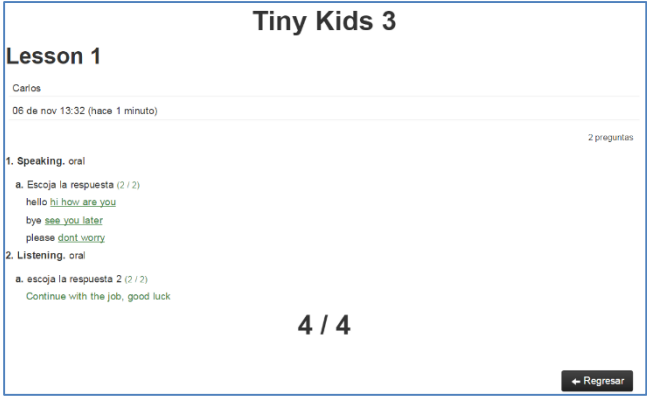 Tiny Kids 3
Lesson 1
Carlos
06 de nov 13:32 (hace 1 minuto)
2 preguntas
1. Speaking. oral
a. Escoja la respuesta (2 / 2)
hello hi how are you
bye see you later
please dont worry
2. Listening. oral
a. escoja la respuesta 2 (2 / 2)
Continue with the job, good luck
4 / 4
← Regresar